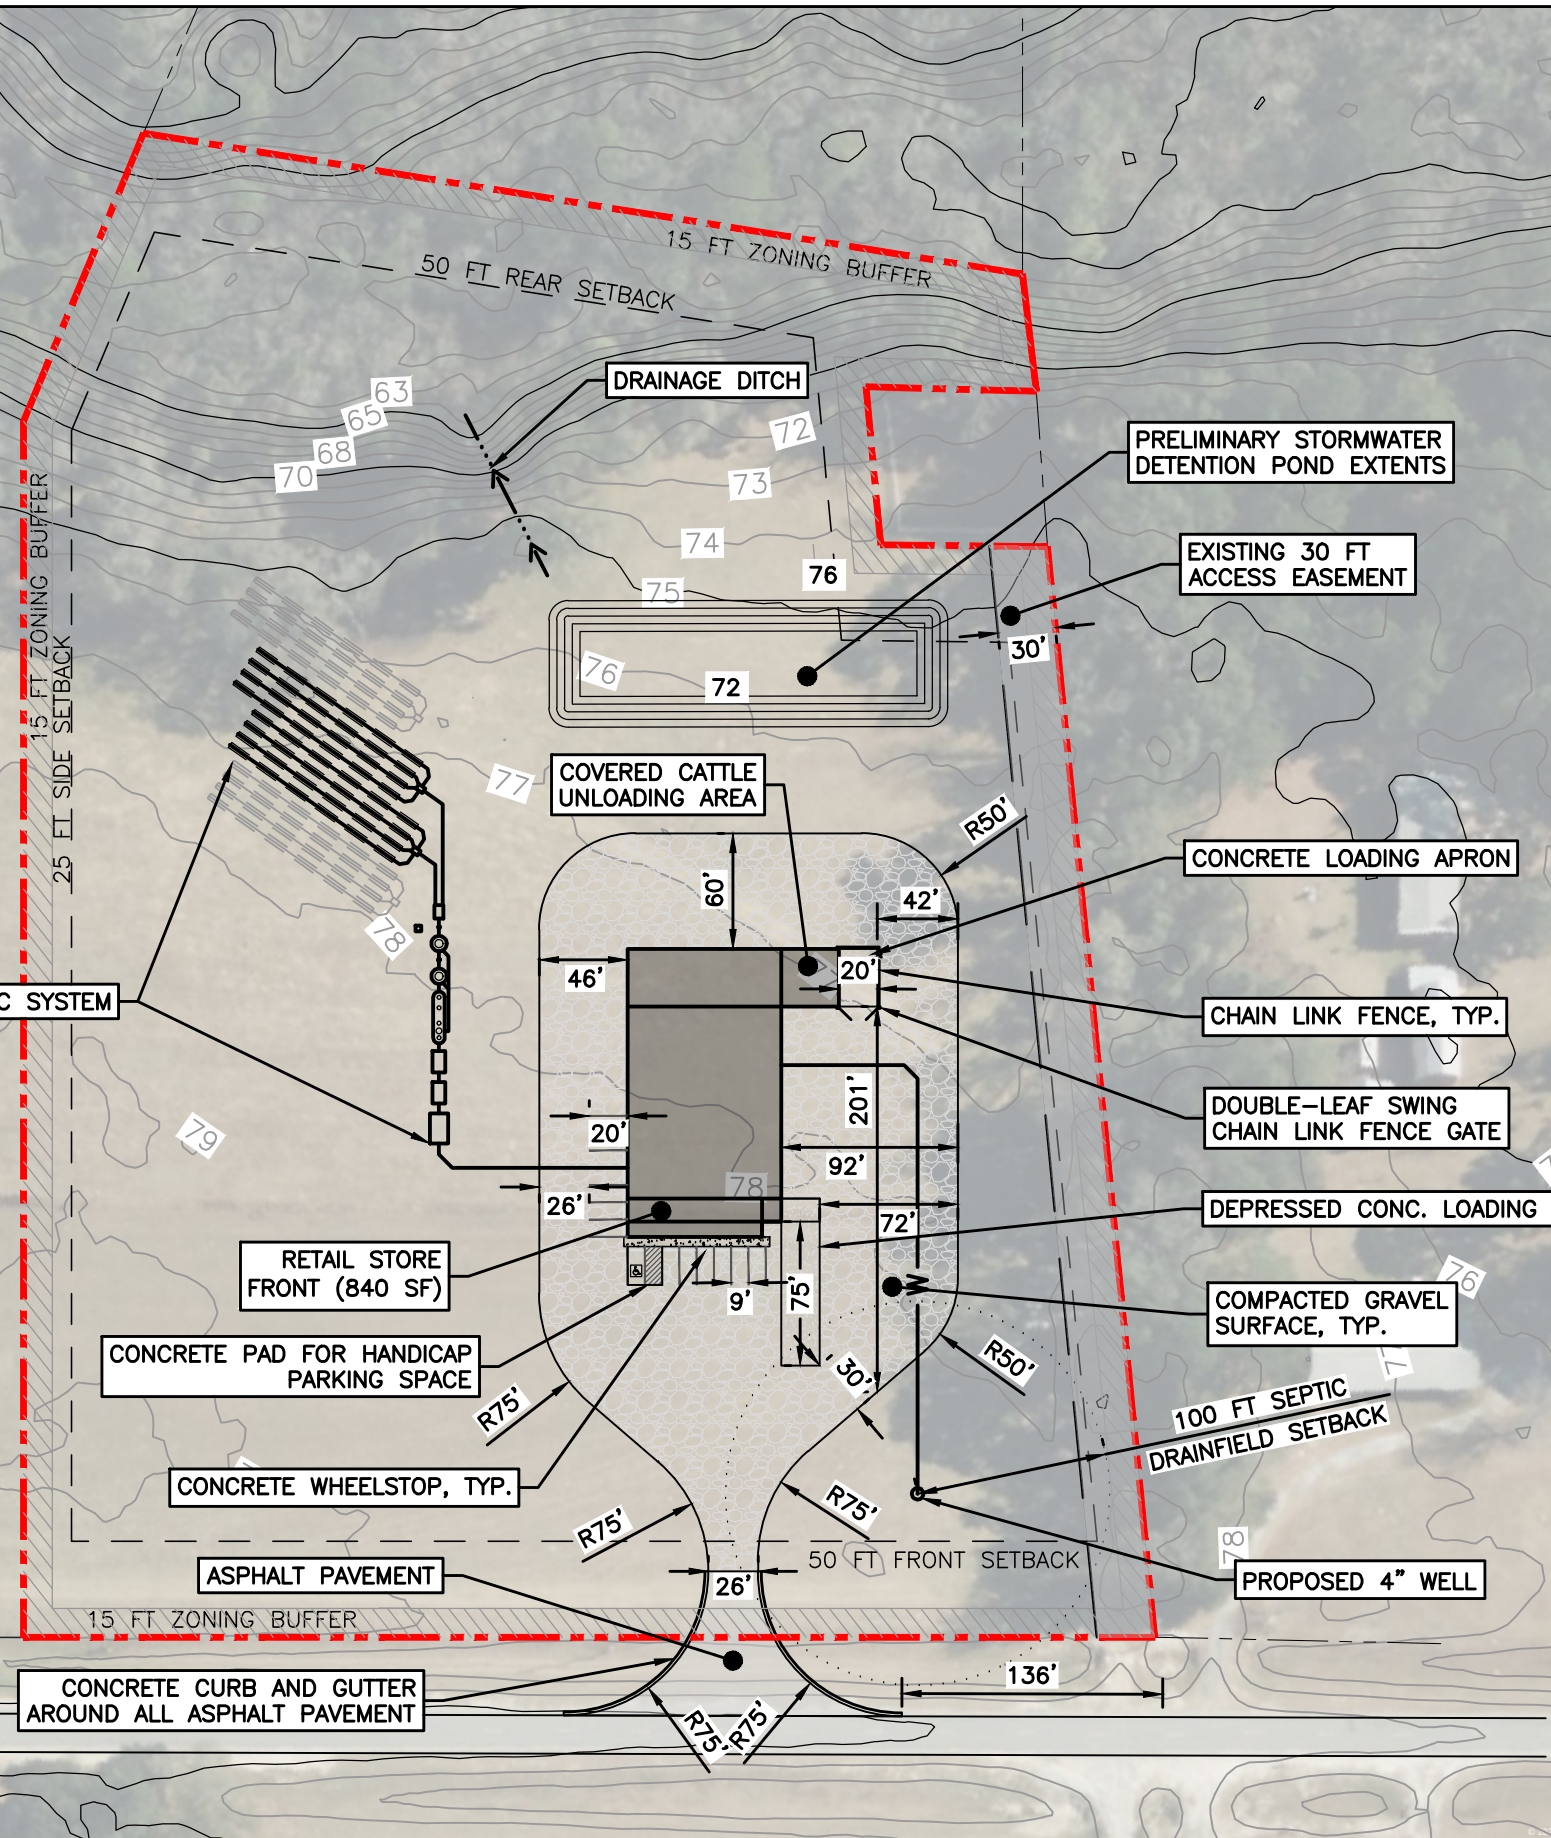 15 FT ZONING BUFFER
50 FT REAR SETBACK
DRAINAGE DITCH
63
65
68
70
72
73
74
75
76
PRELIMINARY STORMWATER
DETENTION POND EXTENTS
EXISTING 30 FT
ACCESS EASEMENT
30'
15 FT ZONING BUFFER
25 FT SIDE SETBACK
76
72
77
COVERED CATTLE
UNLOADING AREA
R50'
CONCRETE LOADING APRON
60'
42'
78
46'
20'
C SYSTEM
CHAIN LINK FENCE, TYP.
201'
DOUBLE-LEAF SWING
CHAIN LINK FENCE GATE
79
20'
92'
78
26'
72'
DEPRESSED CONC. LOADING
RETAIL STORE
FRONT (840 SF)
9'
75'
W
76
COMPACTED GRAVEL
SURFACE, TYP.
CONCRETE PAD FOR HANDICAP
PARKING SPACE
R75'
30'
R50'
77
100 FT SEPTIC
DRAINFIELD SETBACK
CONCRETE WHEELSTOP, TYP.
R75'
R75'
78
50 FT FRONT SETBACK
ASPHALT PAVEMENT
26'
PROPOSED 4" WELL
15 FT ZONING BUFFER
136'
CONCRETE CURB AND GUTTER
AROUND ALL ASPHALT PAVEMENT
R75'
R75'